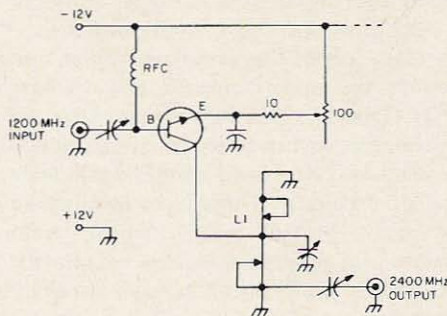 -12V
RFC
E
10
100
1200 MHz
INPUT
B
L1
+12V
2400 MHz
OUTPUT